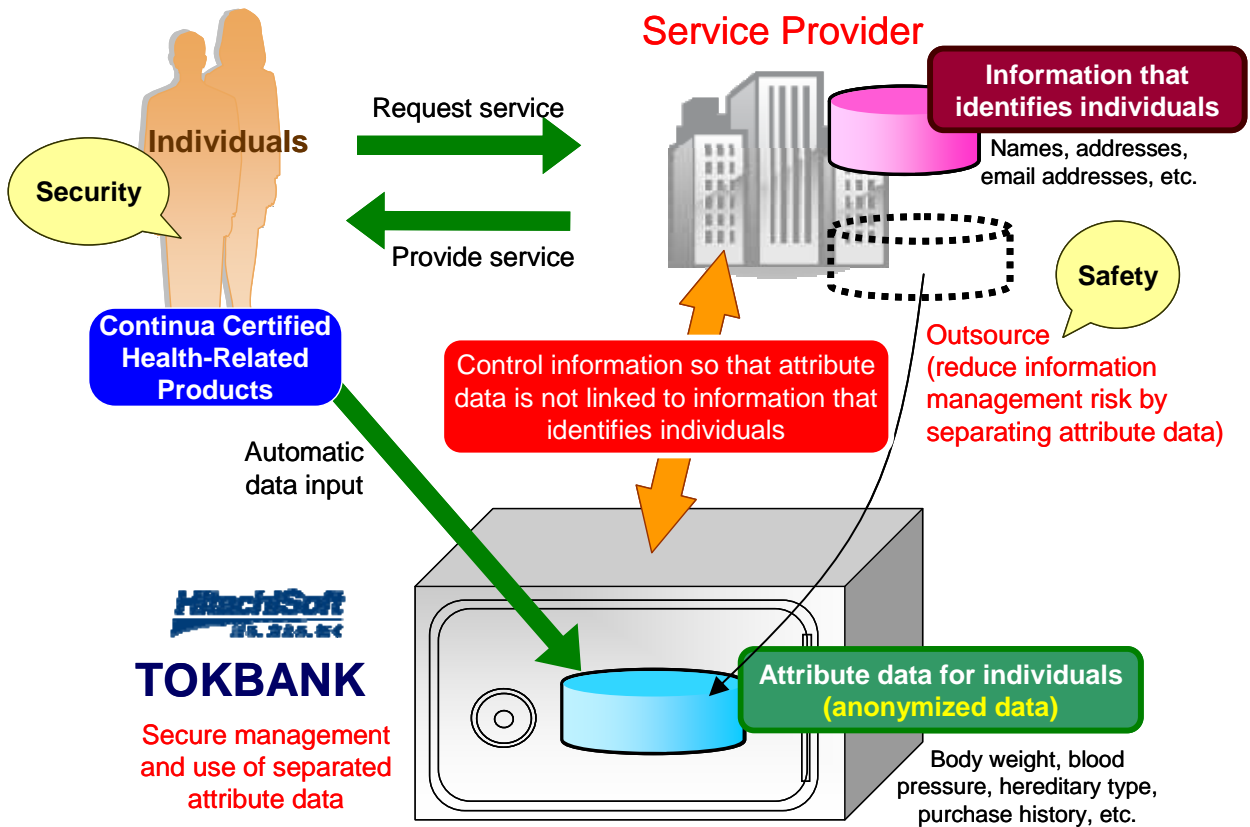 Service Provider
Information that
identifies individuals
Names, addresses,
email addresses, etc.
Individuals
Request service
Security
Provide service
Safety
Continua Certified
Health-Related
Products
Control information so that attribute
data is not linked to information that
identifies individuals
Outsource
(reduce information
management risk by
separating attribute data)
Automatic
data input
HitachiSoft
TOKBANK
Secure management
and use of separated
attribute data
Attribute data for individuals
(anonymized data)
Body weight, blood
pressure, hereditary type,
purchase history, etc.